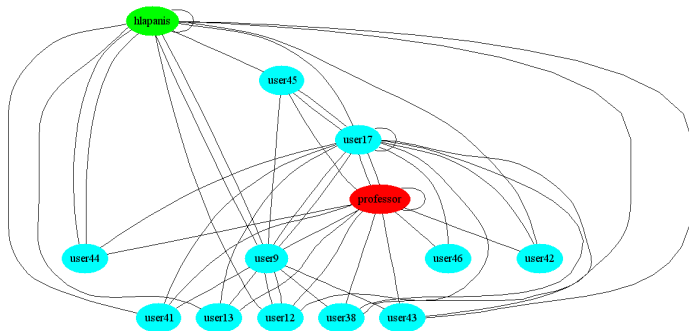 hlapanis
user45
user17
professor
user44
user9
user46
user42
user41
user13
user12
user38
user43